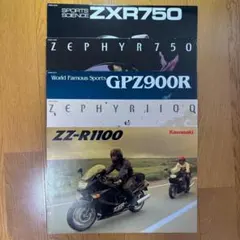 SPORTS
SCIENCE ZXR750
ZEPHYR750
World Famous Sports
GPZ900R
ZEPHYR1100
ZZ-R1100
Kawasaki